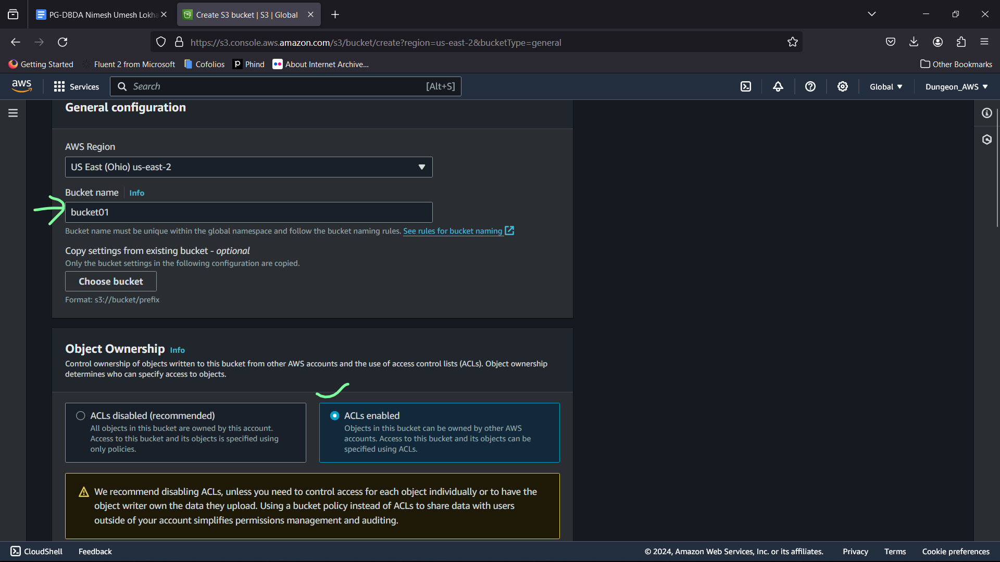 PG-DBDA Nimesh Umesh Lokha
Create S3 bucket | S3 | Global
https://s3.console.aws.amazon.com/s3/bucket/create?region=us-east-2&bucketType=general
Getting Started
Fluent 2 from Microsoft
Cofolios
Phind
About Internet Archive...
Other Bookmarks
aws
Services
Search
[Alt+S]
Global
Dungeon_AWS
General configuration
AWS Region
US East (Ohio) us-east-2
Bucket name
Info
bucket01
Bucket name must be unique within the global namespace and follow the bucket naming rules. See rules for bucket naming
Copy settings from existing bucket - optional
Only the bucket settings in the following configuration are copied.
Choose bucket
Format: s3://bucket/prefix
Object Ownership Info
Control ownership of objects written to this bucket from other AWS accounts and the use of access control lists (ACLs). Object ownership
determines who can specify access to objects.
ACLs disabled (recommended)
All objects in this bucket are owned by this account.
Access to this bucket and its objects is specified using
only policies.
ACLs enabled
Objects in this bucket can be owned by other AWS
accounts. Access to this bucket and its objects can be
specified using ACLs.
We recommend disabling ACLs, unless you need to control access for each object individually or to have the
object writer own the data they upload. Using a bucket policy instead of ACLs to share data with users
outside of your account simplifies permissions management and auditing.
CloudShell
Feedback
© 2024, Amazon Web Services, Inc. or its affiliates.
Privacy
Terms
Cookie preferences